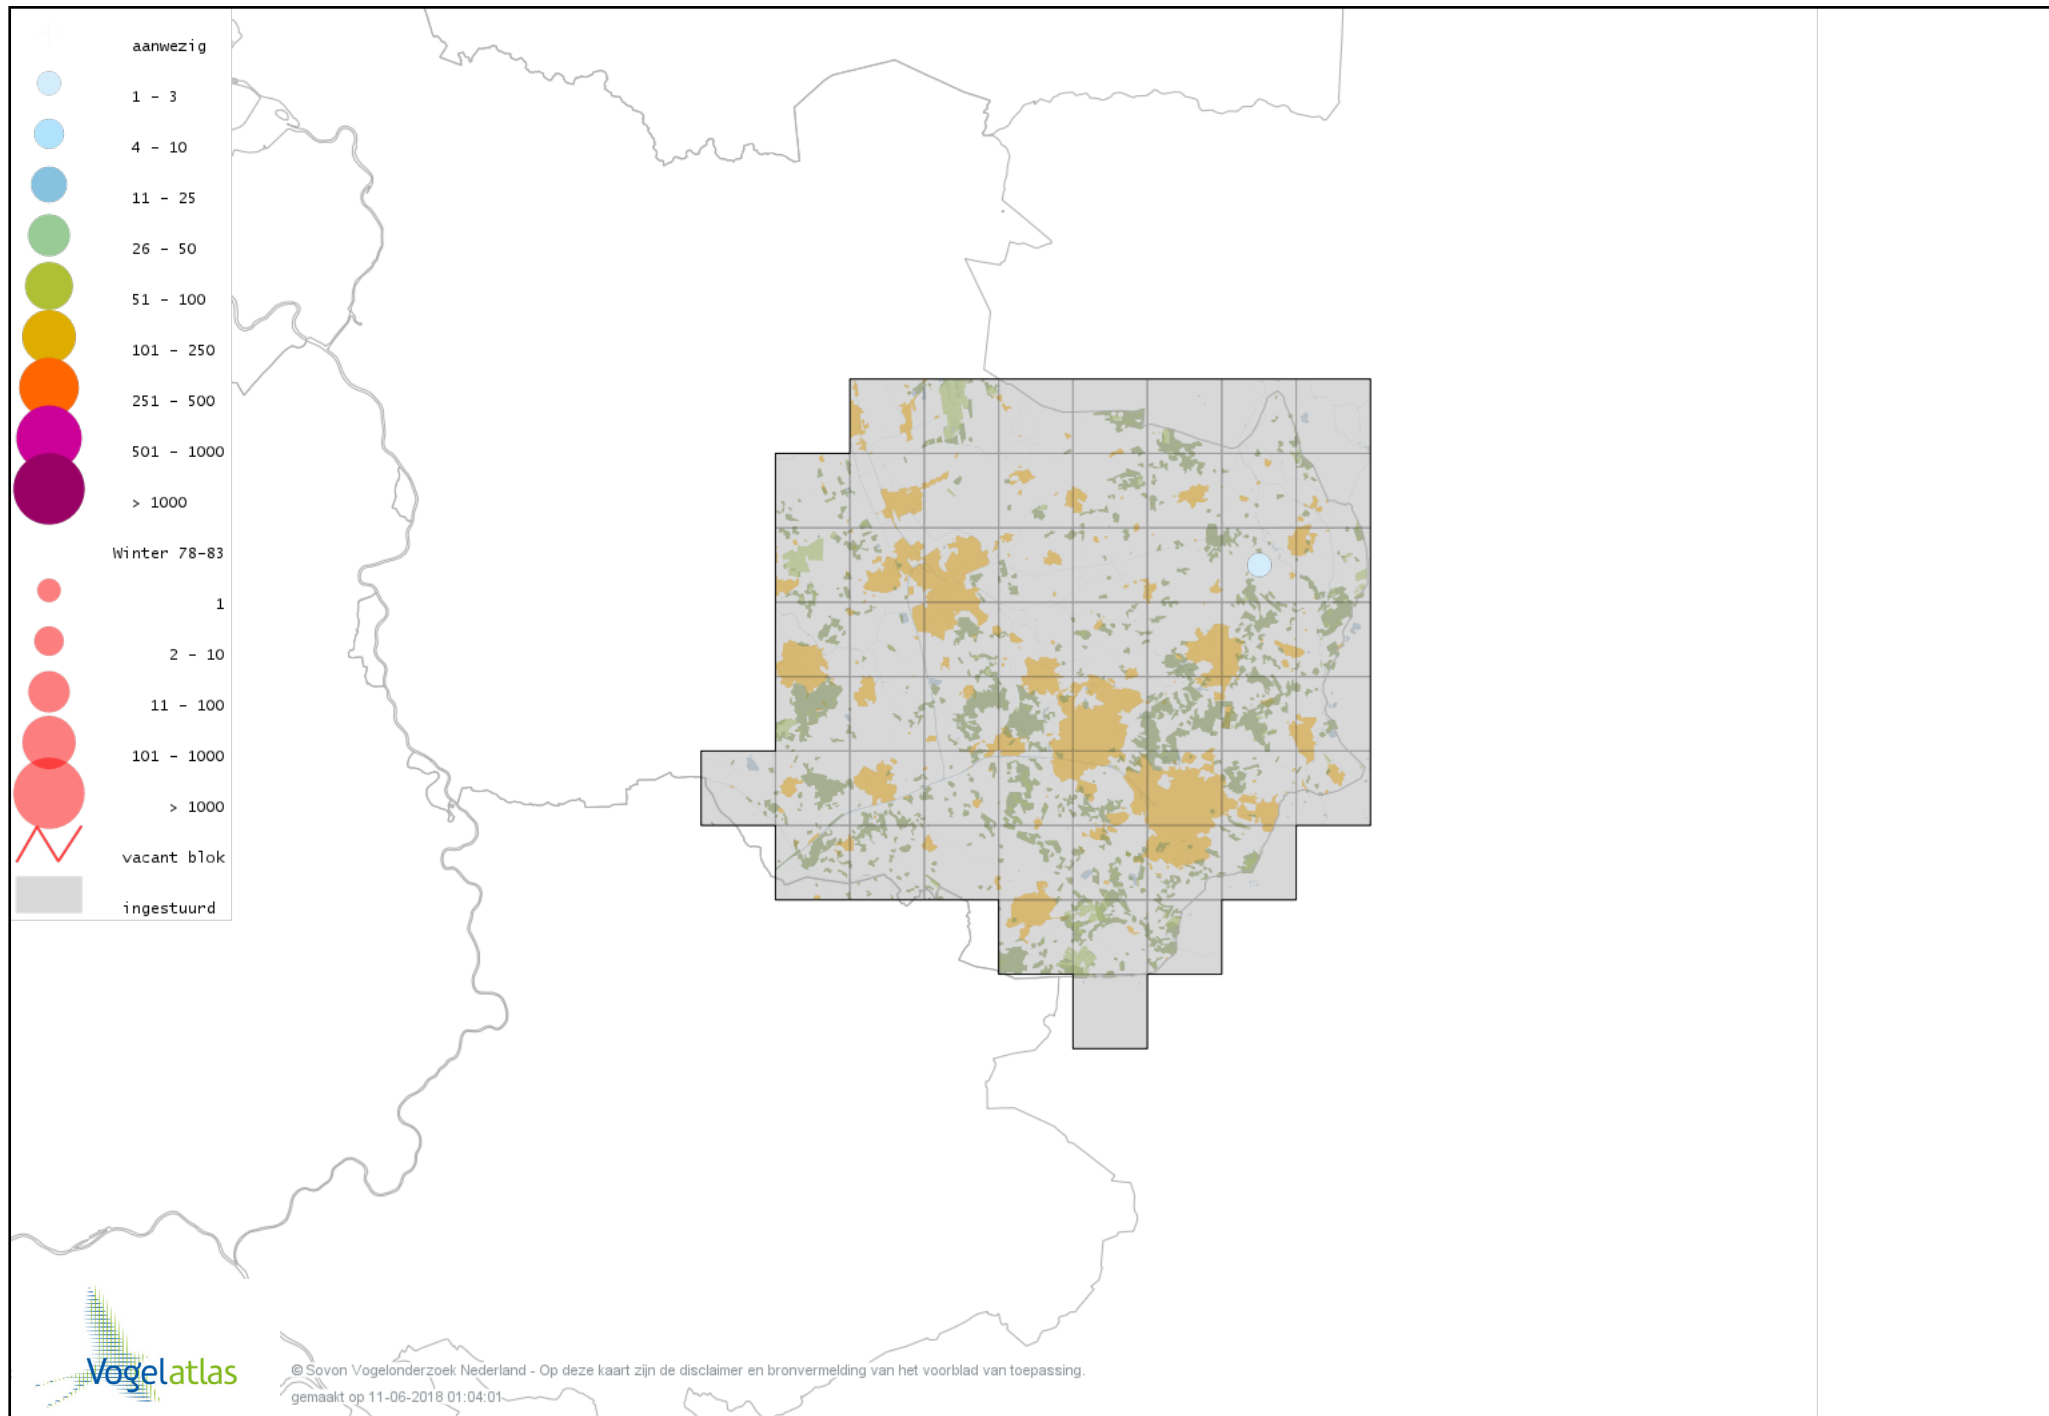 aanwezig
1 - 3
4 - 10
11 - 25
26 - 50
51 - 100
101 - 250
251 - 500
501 - 1000
> 1000
Winter 78-83
1
2 - 10
11 - 100
101 - 1000
> 1000
vacant blok
ingestuurd
Vogelatlas
© Sovon Vogelonderzoek Nederland - Op deze kaart zijn de disclaimer en bronvermelding van het voorblad van toepassing.
gemaakt op 11-06-2018 01:04:01